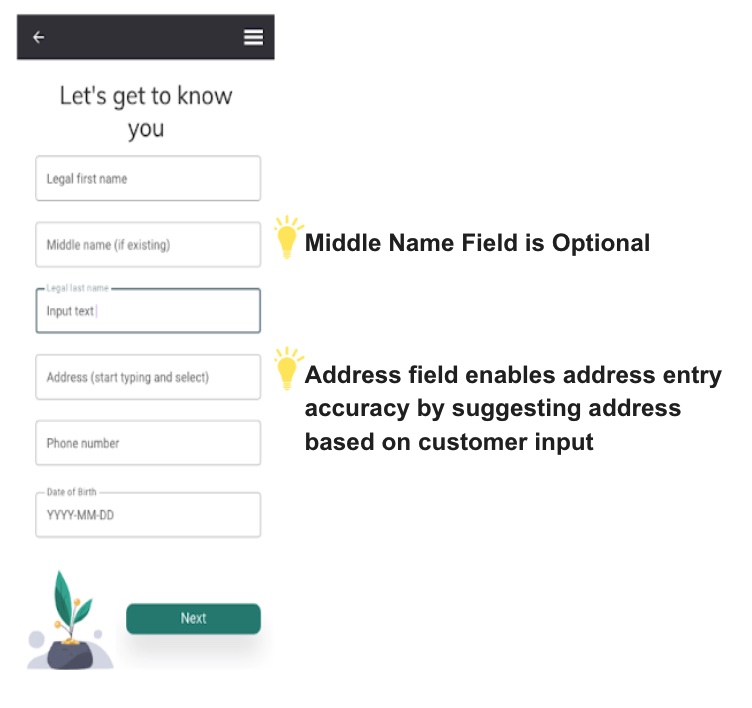 Let's get to know
you
Legal first name
Middle name (if existing)
Middle Name Field is Optional
Legal last name
Input text
Address (start typing and select)
Address field enables address entry
accuracy by suggesting address
based on customer input
Phone number
Date of Birth
YYYY-MM-DD
Next